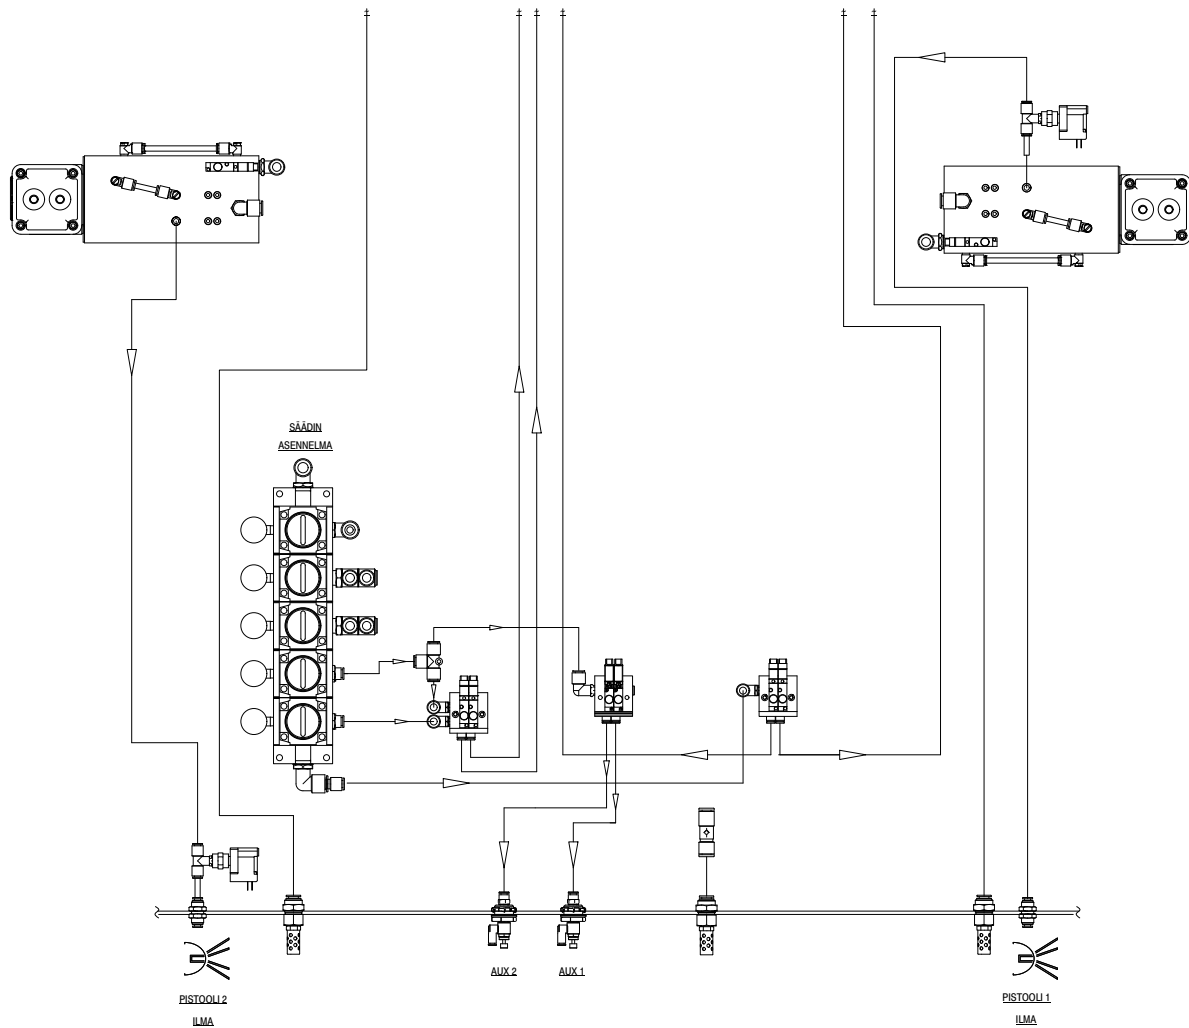 SÄÄDIN
ASENNELMA
AUX 2
AUX 1
PISTOOLI 2
ILMA
PISTOOLI 1
ILMA